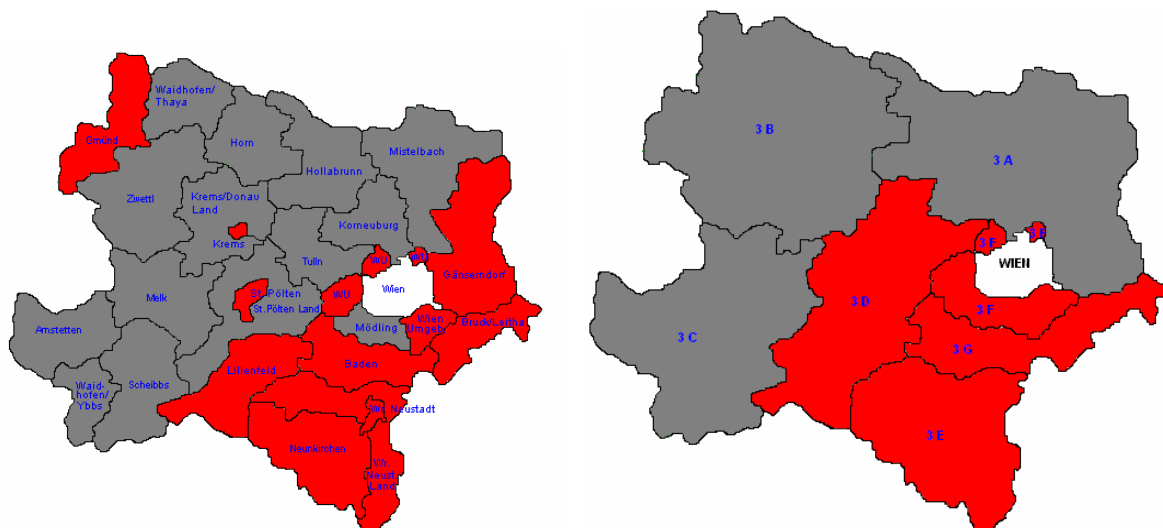 Waidhofen/
Thaya
Gmünd
Horn
Mistelbach
Hollabrunn
Zwettl
Krems/Donau
Land
Korneuburg
Krems
Tulln
WU
WU
Gänserndorf
St. Pölten
WU
Wien
Melk
St.Pölten Land
Wien
Umgeb.
Bruck/Leitha
Amstetten
Mödling
Baden
Lilienfeld
Scheibbs
Waid-
hofen/
Ybbs
Wr. Neustadt
Neunkirchen
Wr.
Neust.
Land
3 B
3 A
3 F
3 F
WIEN
3 D
3 F
3 C
3 G
3 E